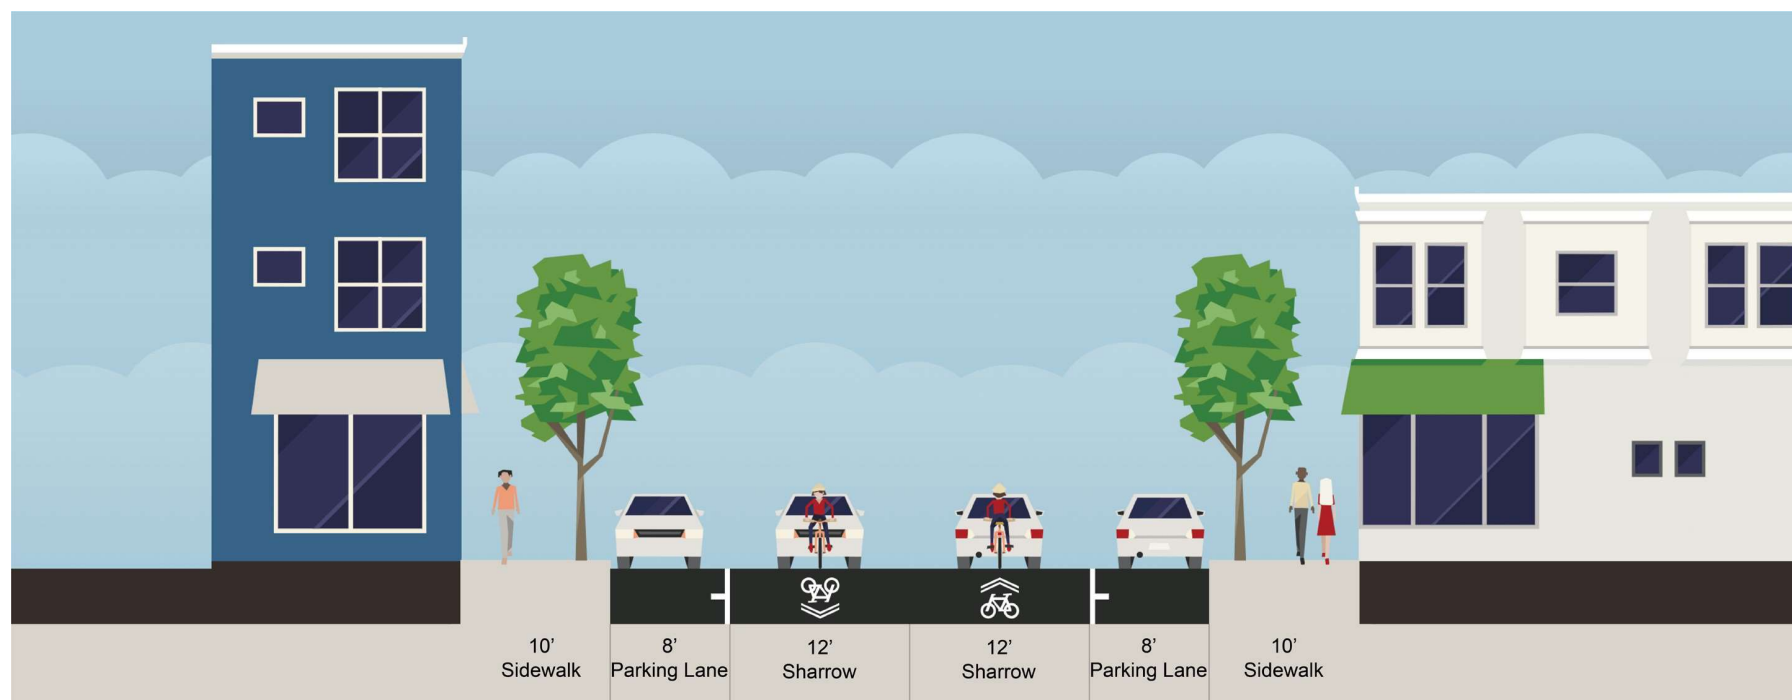 10’
Sidewalk
8’
Parking Lane
12’
Sharrow
12’
Sharrow
8’
Parking Lane
10’
Sidewalk